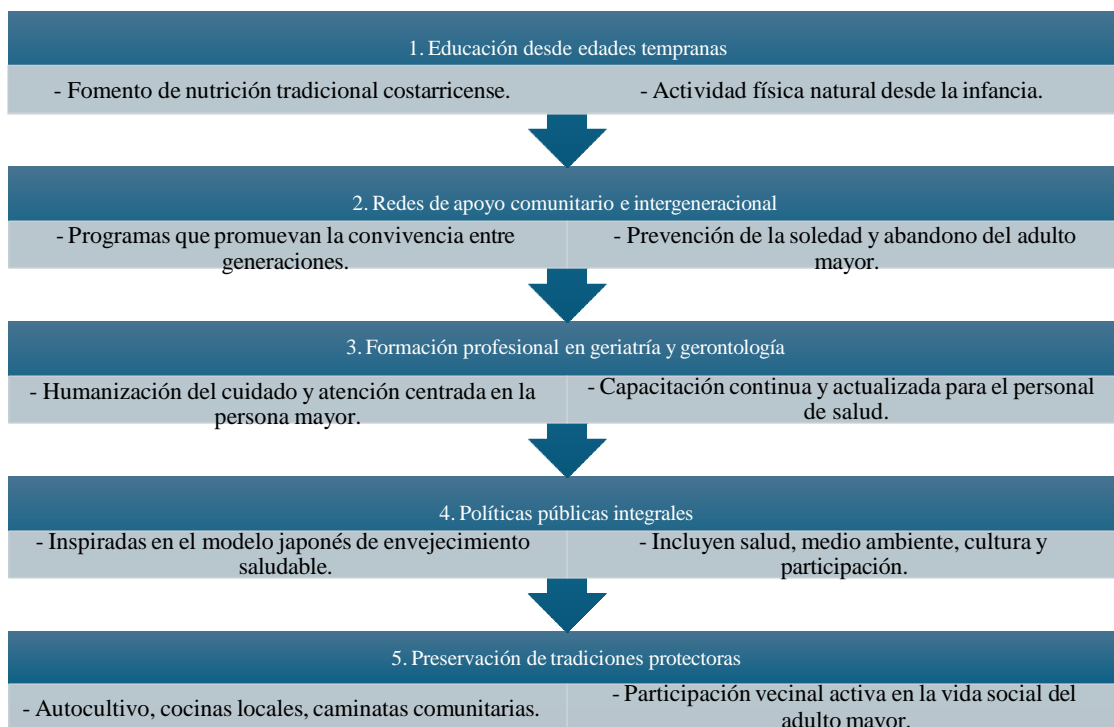 1. Educación desde edades tempranas
- Fomento de nutrición tradicional costarricense.
- Actividad física natural desde la infancia.
2. Redes de apoyo comunitario e intergeneracional
- Programas que promuevan la convivencia entre
generaciones.
- Prevención de la soledad y abandono del adulto
mayor.
3. Formación profesional en geriatría y gerontología
- Humanización del cuidado y atención centrada en la
persona mayor.
- Capacitación continua y actualizada para el personal
de salud.
4. Políticas públicas integrales
- Inspiradas en el modelo japonés de envejecimiento
saludable.
- Incluyen salud, medio ambiente, cultura y
participación.
5. Preservación de tradiciones protectoras
- Autocultivo, cocinas locales, caminatas comunitarias.
- Participación vecinal activa en la vida social del
adulto mayor.